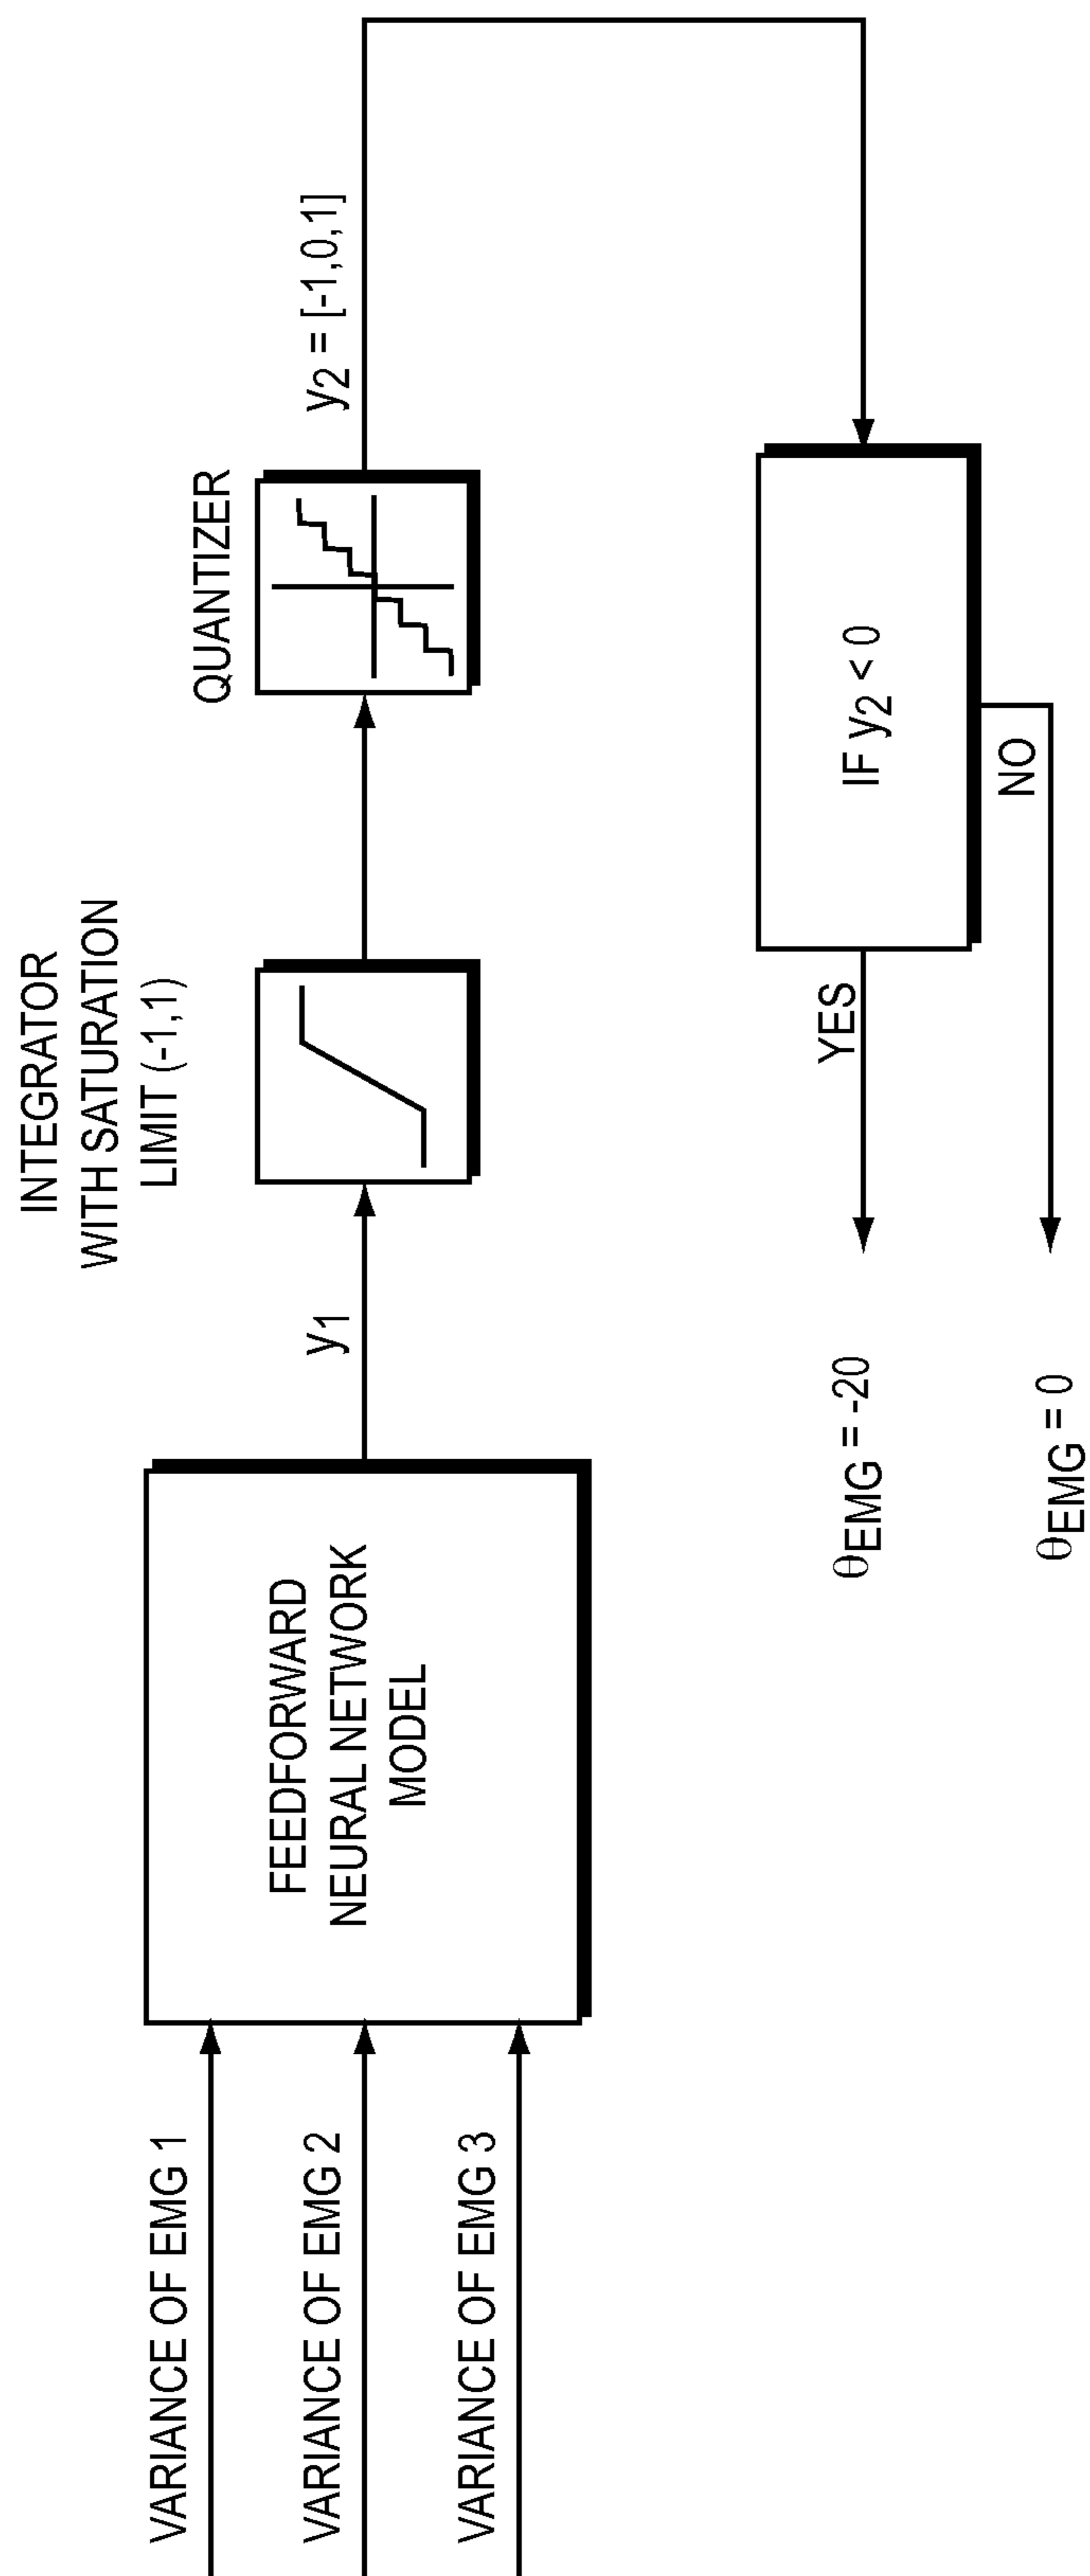 VARIANCE OF EMG 1
VARIANCE OF EMG 2
VARIANCE OF EMG 3
FEEDFORWARD
NEURAL NETWORK
MODEL
y1
INTEGRATOR
WITH SATURATION
LIMIT (-1,1)
QUANTIZER
y2 = [-1,0,1]
IF y2 < 0
YES
NO
θEMG = -20
θEMG = 0